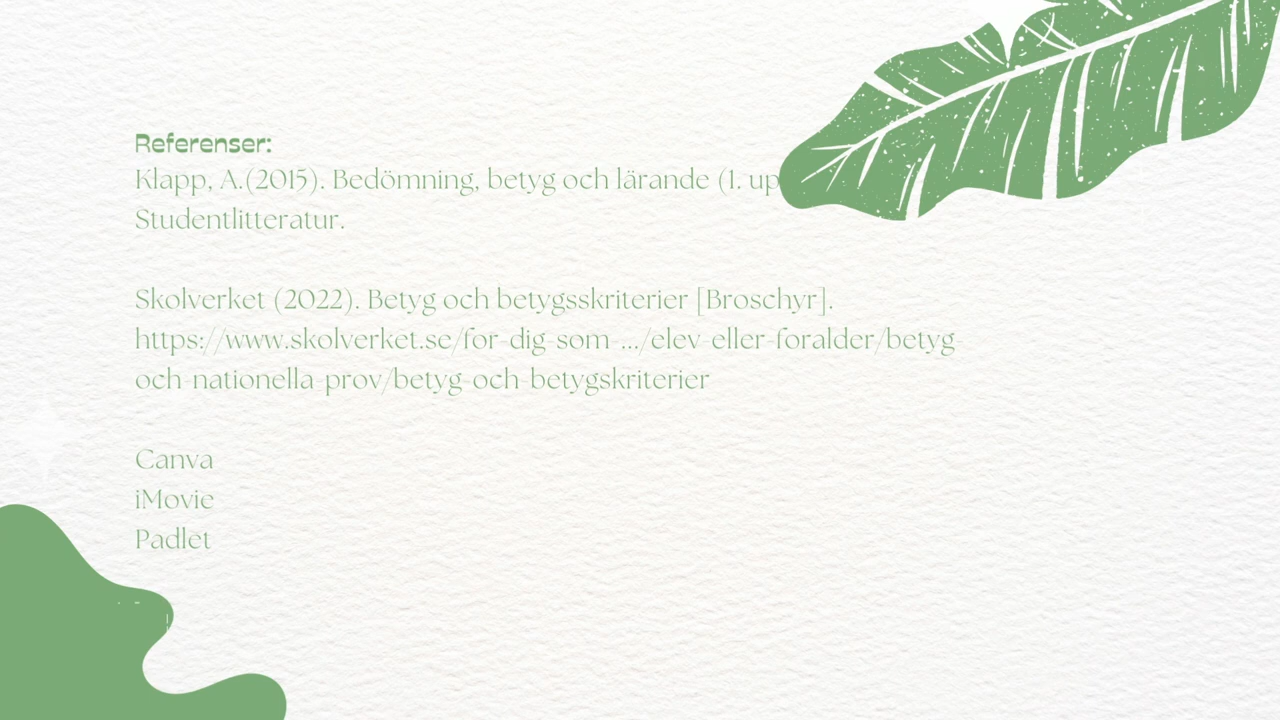 Referenser:
Klapp, A.(2015). Bedömning, betyg och lärande (1. up
Studentlitteratur.
Skolverket (2022). Betyg och betygsskriterier [Broschyr].
https://www.skolverket.se/for-dig-som-.../elev-eller-foralder/betyg
och-nationella-prov/betyg-och-betygskriterier
Canva
iMovie
Padlet